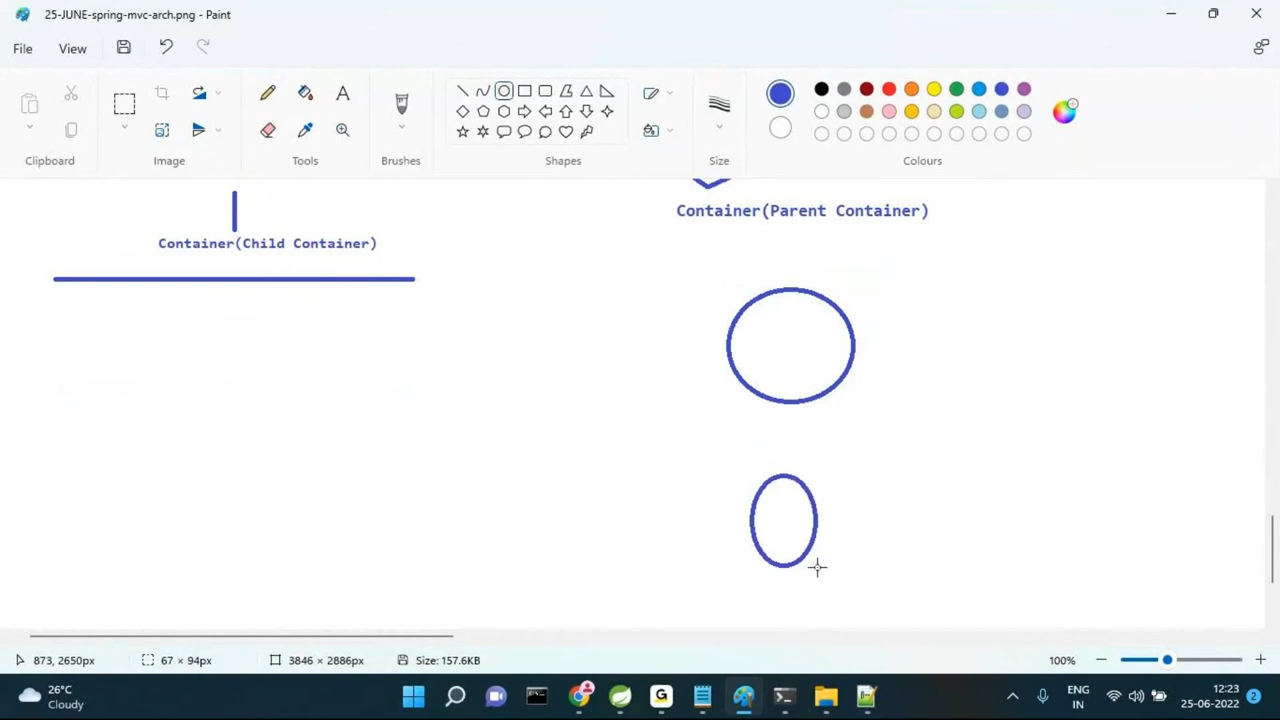 25-JUNE-spring-mvc-arch.png - Paint
File
View
Clipboard
Image
Tools
Brushes
Shapes
Size
Colours
Container(Parent Container)
Container(Child Container)
873, 2650px
67 × 94px
3846 × 2886px
Size: 157.6KB
100%
26°C
Cloudy
ENG
IN
12:23
25-06-2022
2